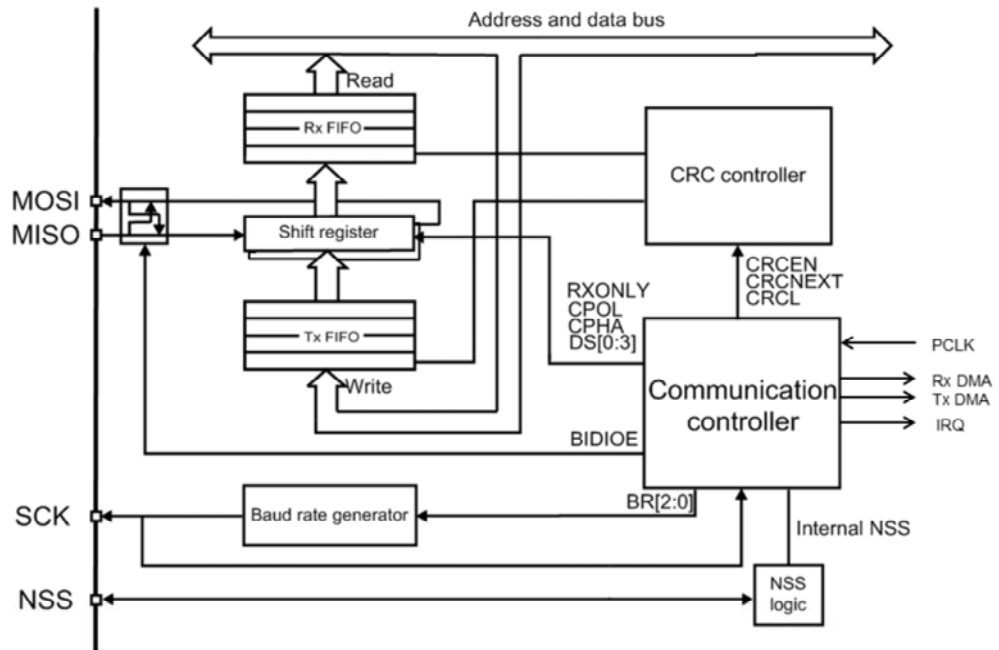 Address and data bus
Read
Rx FIFO
CRC controller
MOSI
MISO
Shift register
CRCEN
CRCNEXT
CRCL
RXONLY
CPOL
CPHA
DS[0:3]
Tx FIFO
PCLK
Write
Communication
controller
Rx DMA
Tx DMA
IRQ
BIDIOE
BR[2:0]
SCK
Baud rate generator
Internal NSS
NSS
NSS
logic